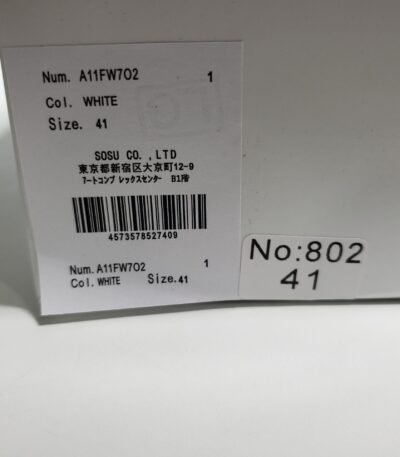 Num. A11FW702 1
Col. WHITE
Size. 41
SOSU CO. ,LTD
東京都新宿区大京町12-9
アートコンプ レックスセンター B1階
4573578527409
Num. A11FW702 1
Col. WHITE Size. 41
No:802
41